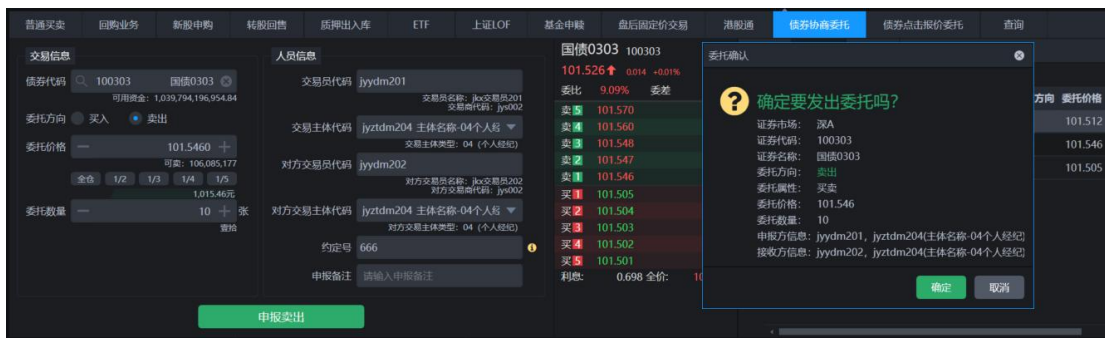 普通买卖 回购业务 新股申购 转股回售 质押出入库 ETF 上证LOF 基金申赎 盘后固定价交易 港股通 债券协商委托 债券点击报价委托 查询
交易信息
债券代码 100303 国债0303
可用资金：1,039,794,196,954.84
委托方向 买入 卖出
委托价格 — 101.5460 +
可卖：106,085,177
全仓 1/2 1/3 1/4 1/5
1,015.46元
委托数量 — 10 + 张
壹拾
人员信息
交易员代码 jyydm201
交易员名称：jkx交易员201
交易商代码：jys002
交易主体代码 jyztdm204 主体名称-04个人经
交易主体类型：04（个人经纪）
对方交易员代码 jyydm202
对方交易员名称：jkx交易员202
对方交易商代码：jys002
对方交易主体代码 jyztdm204 主体名称-04个人经
对方交易主体类型：04（个人经纪）
约定号 666
申报备注 请输入申报备注
申报卖出
国债0303 100303
101.526 0.014 +0.01%
委比 9.09% 委差
卖5 101.570
卖4 101.560
卖3 101.548
卖2 101.547
卖1 101.546
买1 101.505
买2 101.504
买3 101.503
买4 101.502
买5 101.501
利息： 0.698 全价： 10
委托确认
确定要发出委托吗？
证券市场： 深A
证券代码： 100303
证券名称： 国债0303
委托方向： 卖出
委托属性： 买卖
委托价格： 101.546
委托数量： 10
申报方信息：jyydm201，jyztdm204(主体名称-04个人经纪)
接收方信息：jyydm202，jyztdm204(主体名称-04个人经纪)
确定 取消
方向 委托价格
101.512
101.546
101.505